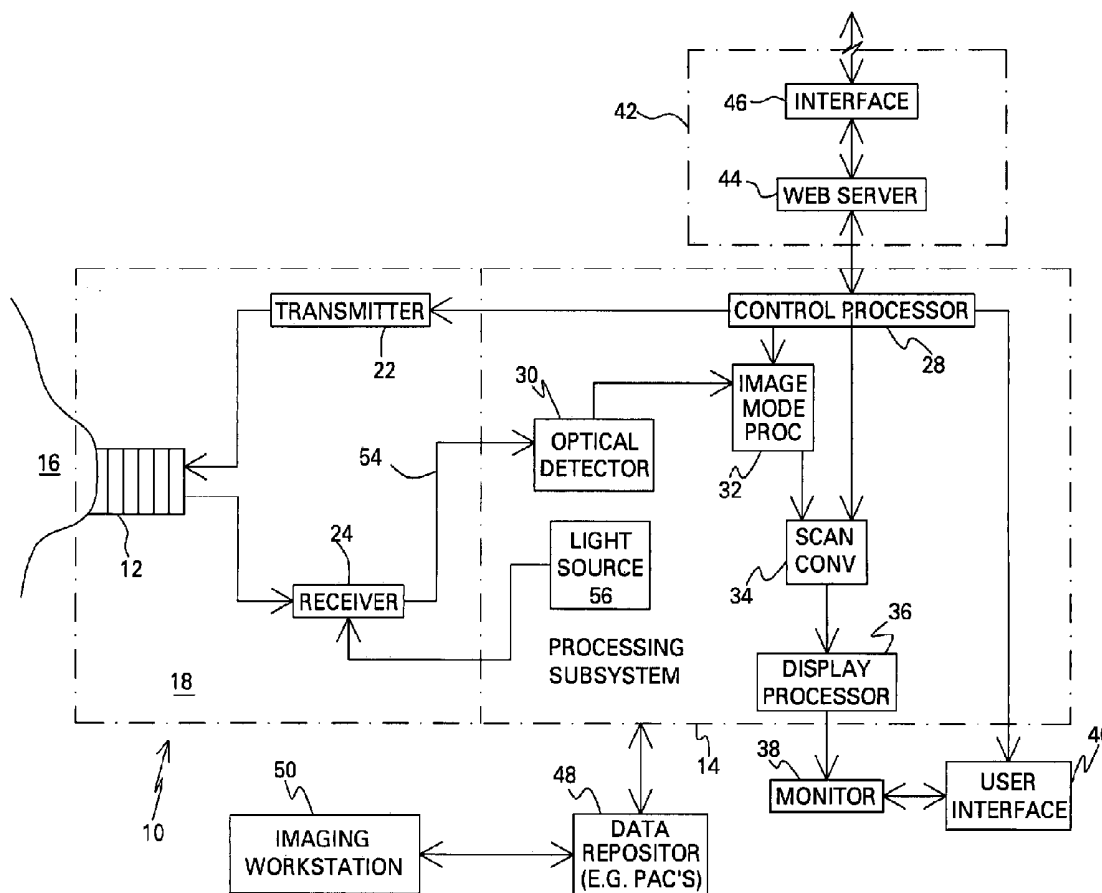 46
INTERFACE
42
44
WEB SERVER
TRANSMITTER
22
CONTROL PROCESSOR
28
30
OPTICAL
DETECTOR
IMAGE
MODE
PROC
32
16
54
12
24
RECEIVER
LIGHT
SOURCE
56
SCAN
CONV
34
PROCESSING
SUBSYSTEM
36
DISPLAY
PROCESSOR
18
14
38
MONITOR
USER
INTERFACE
10
50
IMAGING
WORKSTATION
48
DATA
REPOSITOR
(E.G. PAC'S)